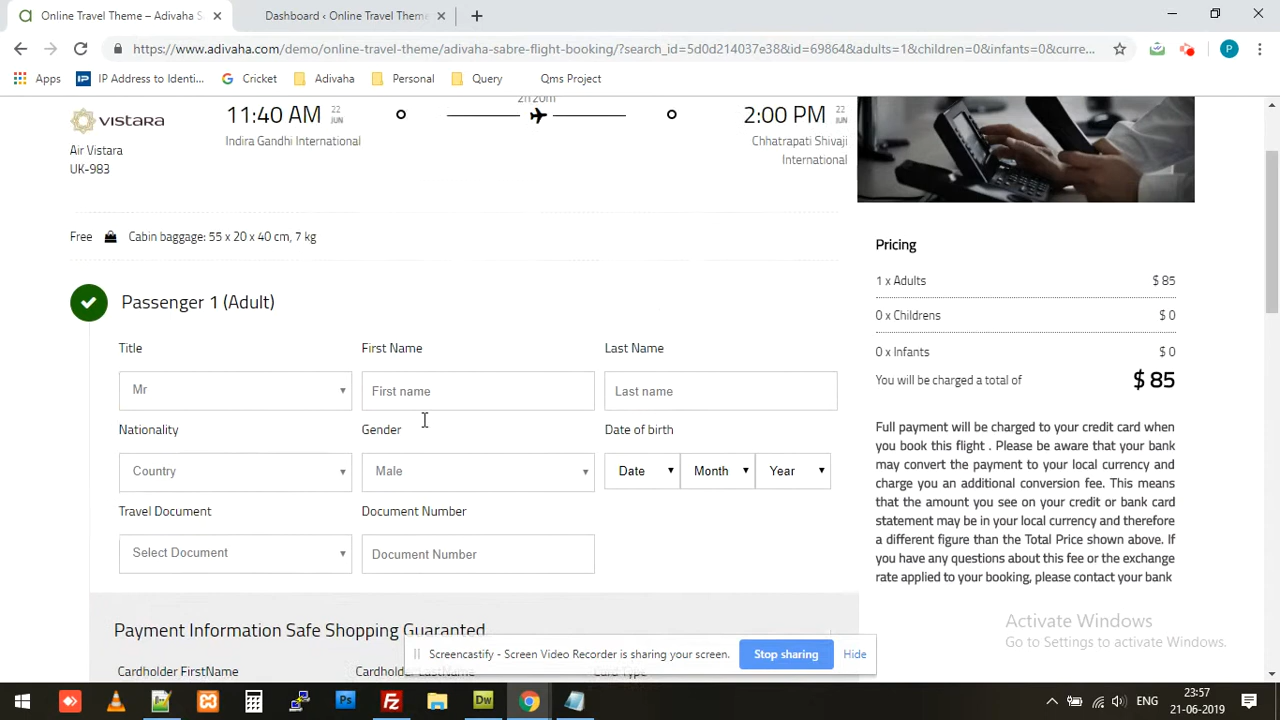 Online Travel Theme – Adivaha S
Dashboard ‹ Online Travel Theme
https://www.adivaha.com/demo/online-travel-theme/adivaha-sabre-flight-booking/?search_id=5d0d214037e38&id=69864&adults=1&children=0&infants=0&curre...
P
Apps
IP IP Address to Identi...
Cricket
Adivaha
Personal
Query
Qms Project
VISTARA
11:40 AM 22 JUN
2h 20m
2:00 PM 22 JUN
Indira Gandhi International
Chhatrapati Shivaji
International
Air Vistara
UK-983
Free Cabin baggage: 55 x 20 x 40 cm, 7 kg
Passenger 1 (Adult)
Title First Name Last Name
Mr First name Last name
Nationality Gender Date of birth
Country Male Date Month Year
Travel Document Document Number
Select Document Document Number
Payment Information Safe Shopping Guaranted
Cardholder FirstName Cardholder LastName Card Type
Pricing
1 x Adults $ 85
0 x Childrens $ 0
0 x Infants $ 0
You will be charged a total of $ 85
Full payment will be charged to your credit card when
you book this flight . Please be aware that your bank
may convert the payment to your local currency and
charge you an additional conversion fee. This means
that the amount you see on your credit or bank card
statement may be in your local currency and therefore
a different figure than the Total Price shown above. If
you have any questions about this fee or the exchange
rate applied to your booking, please contact your bank
Activate Windows
Go to Settings to activate Windows.
Screencastify - Screen Video Recorder is sharing your screen. Stop sharing Hide
Ps
Fz
Dw
ENG
23:57
21-06-2019